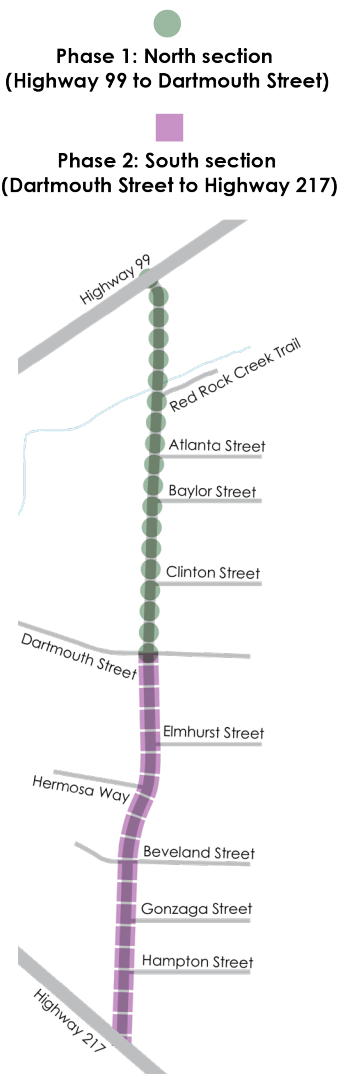 Phase 1: North section
(Highway 99 to Dartmouth Street)
Phase 2: South section
(Dartmouth Street to Highway 217)
Highway 99
Red Rock Creek Trail
Atlanta Street
Baylor Street
Clinton Street
Dartmouth Street
Elmhurst Street
Hermosa Way
Beveland Street
Gonzaga Street
Hampton Street
Highway 217